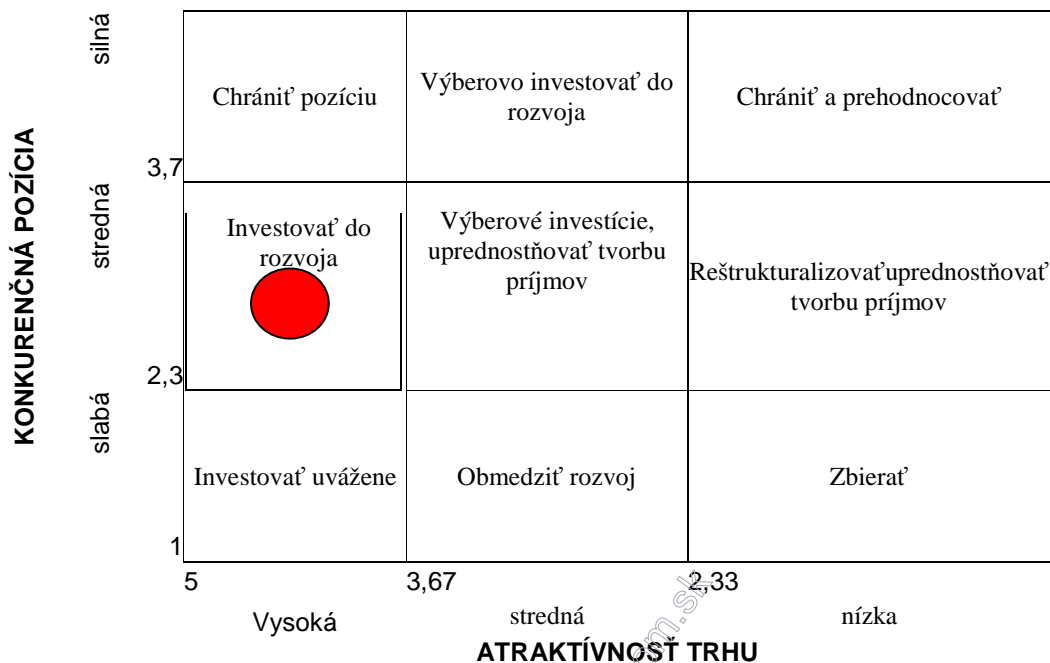 KONKURENČNÁ POZÍCIA
silná
stredná
slabá
Chrániť pozíciu
Výberovo investovať do
rozvoja
Chrániť a prehodnocovať
3,7
Investovať do
rozvoja
Výberové investície,
uprednostňovať tvorbu
príjmov
Reštrukturalizovaťuprednostňovať
tvorbu príjmov
2,3
Investovať uvážene
Obmedziť rozvoj
Zbierať
1
5
3,67
2,33
Vysoká
stredná
nízka
ATRAKTÍVNOSŤ TRHU